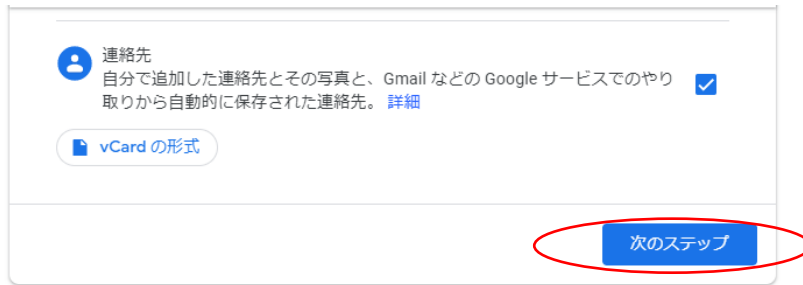 連絡先
自分で追加した連絡先とその写真と、Gmail などの Google サービスでのやり
取りから自動的に保存された連絡先。 詳細
vCard の形式
次のステップ